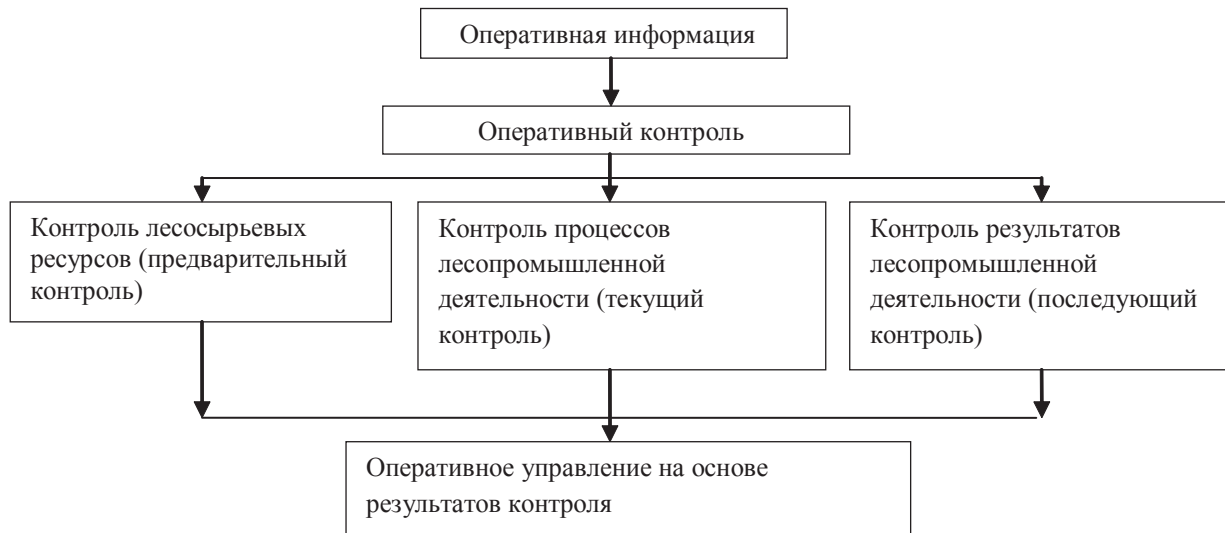 Оперативная информация
Оперативный контроль
Контроль лесосырьевых
ресурсов (предварительный
контроль)
Контроль процессов
лесопромышленной
деятельности (текущий
контроль)
Контроль результатов
лесопромышленной
деятельности (последующий
контроль)
Оперативное управление на основе
результатов контроля